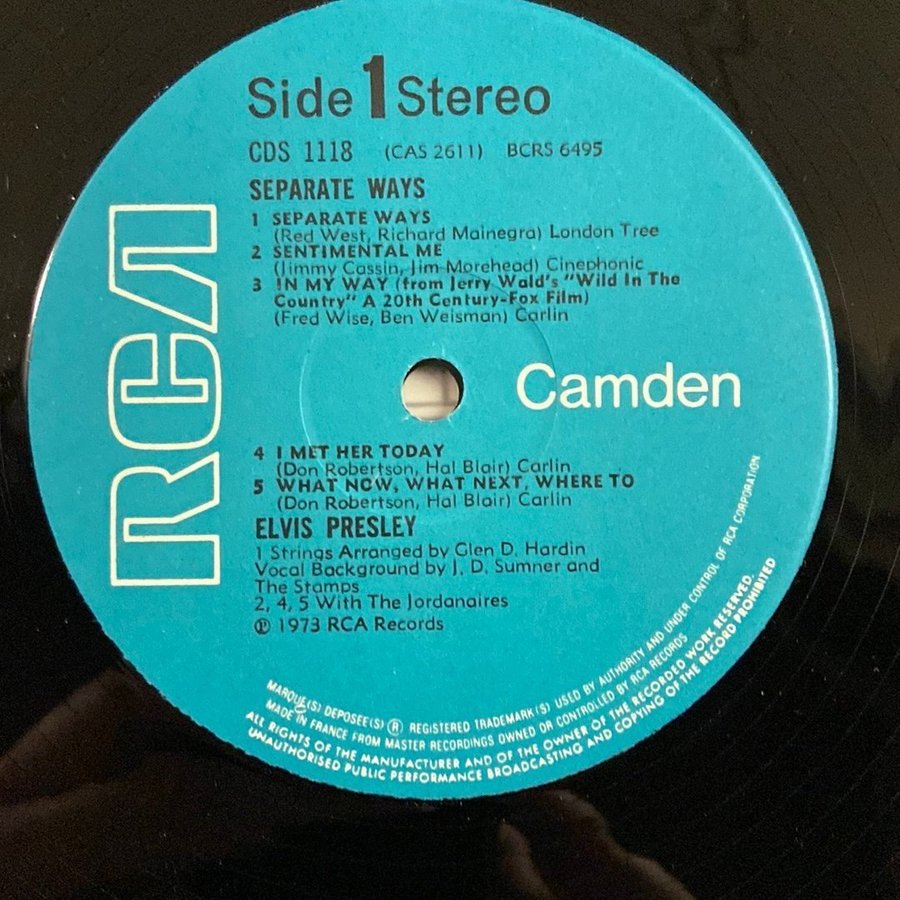 Side 1 Stereo
CDS 1118 (CAS 2611) BCRS 6495
SEPARATE WAYS
1 SEPARATE WAYS
(Red West, Richard Mainegra) London Tree
2 SENTIMENTAL ME
(Jimmy Cassin, Jim Morehead) Cinephonic
3 IN MY WAY (from Jerry Wald's "Wild In The
Country" A 20th Century-Fox Film)
(Fred Wise, Ben Weisman) Carlin
RCA
Camden
4 I MET HER TODAY
(Don Robertson, Hal Blair) Carlin
5 WHAT NOW, WHAT NEXT, WHERE TO
(Don Robertson, Hal Blair) Carlin
ELVIS PRESLEY
1 Strings Arranged by Glen D. Hardin
Vocal Background by J. D. Sumner and
The Stamps
2, 4, 5 With The Jordanaires
℗ 1973 RCA Records
MARQUE(S) DEPOSEE(S) ® REGISTERED TRADEMARK(S) USED BY AUTHORITY AND UNDER CONTROL OF RCA CORPORATION
MADE IN FRANCE FROM MASTER RECORDINGS OWNED OR CONTROLLED BY RCA RECORDS
ALL RIGHTS OF THE MANUFACTURER AND OF THE OWNER OF THE RECORDED WORK RESERVED.
UNAUTHORISED PUBLIC PERFORMANCE BROADCASTING AND COPYING OF THE RECORD PROHIBITED